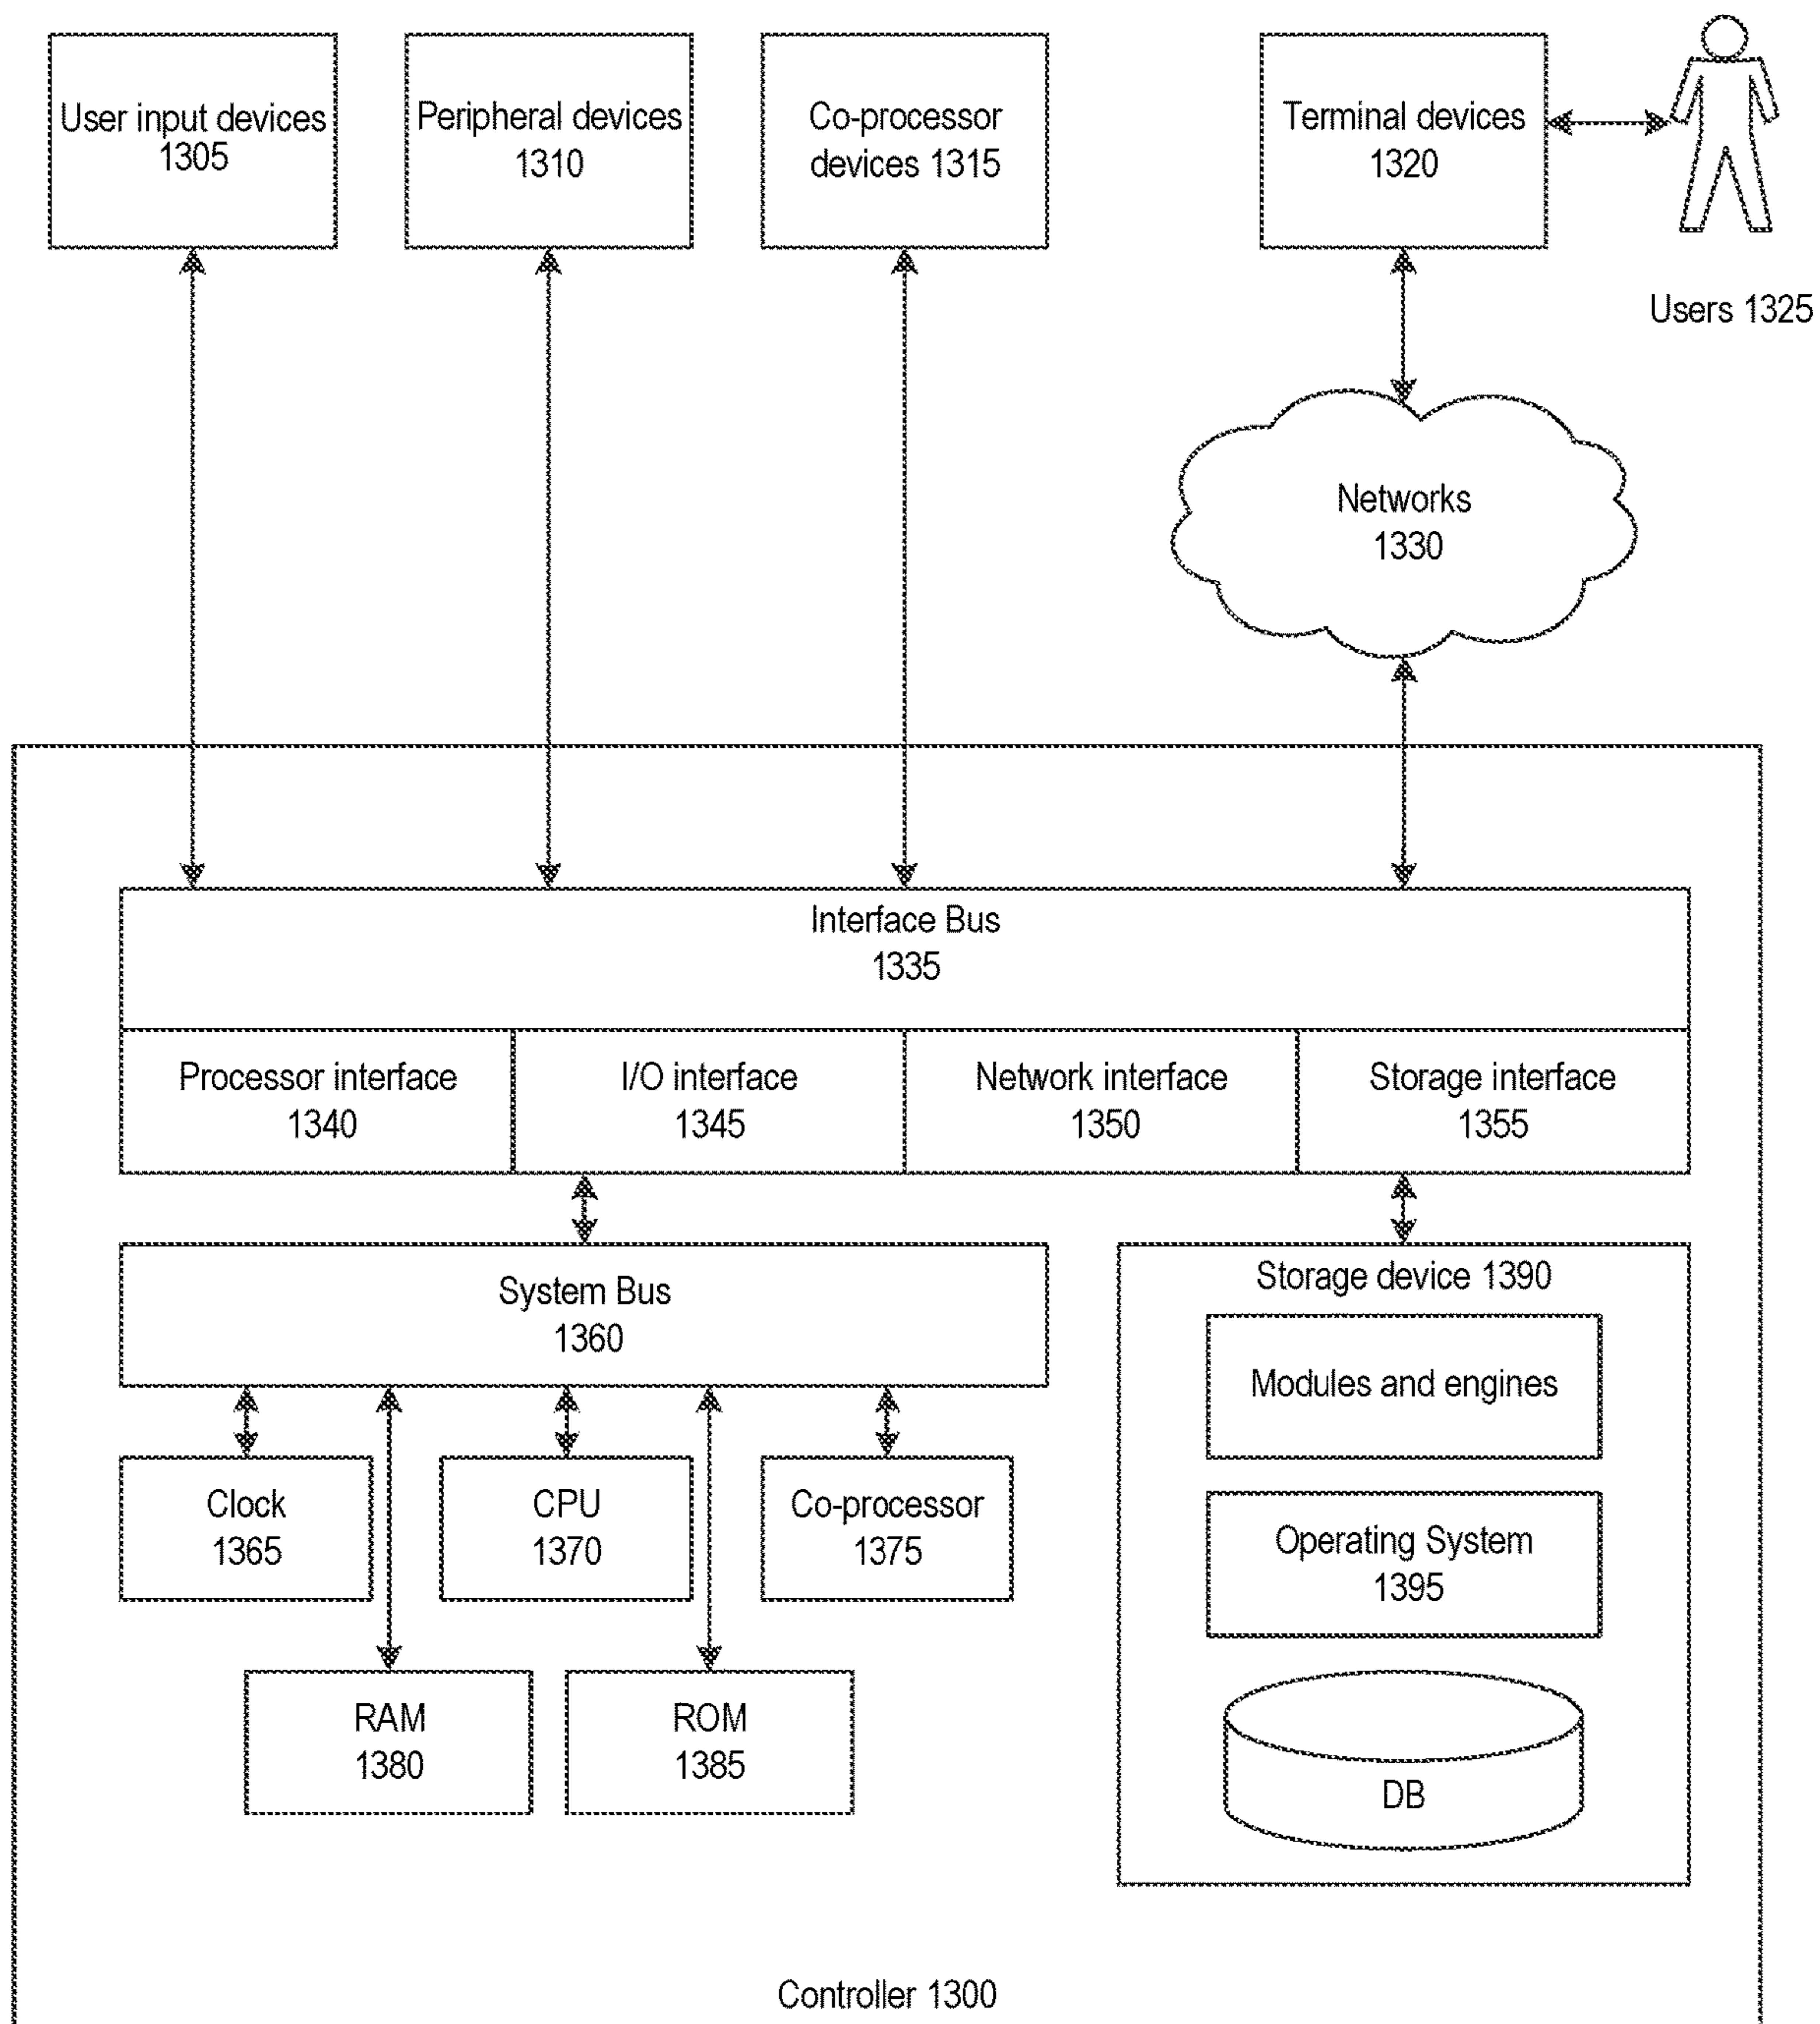 User input devices
1305
Peripheral devices
1310
Co-processor
devices 1315
Terminal devices
1320
Users 1325
Networks
1330
Interface Bus
1335
Processor interface
1340
I/O interface
1345
Network interface
1350
Storage interface
1355
System Bus
1360
Storage device 1390
Modules and engines
Clock
1365
CPU
1370
Co-processor
1375
Operating System
1395
RAM
1380
ROM
1385
DB
Controller 1300